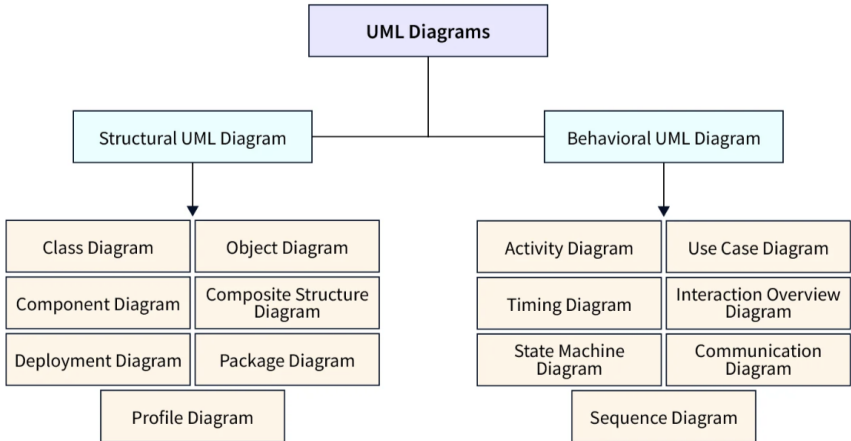 UML Diagrams
Structural UML Diagram
Behavioral UML Diagram
Class Diagram
Object Diagram
Component Diagram
Composite Structure
Diagram
Deployment Diagram
Package Diagram
Profile Diagram
Activity Diagram
Use Case Diagram
Timing Diagram
Interaction Overview
Diagram
State Machine
Diagram
Communication
Diagram
Sequence Diagram